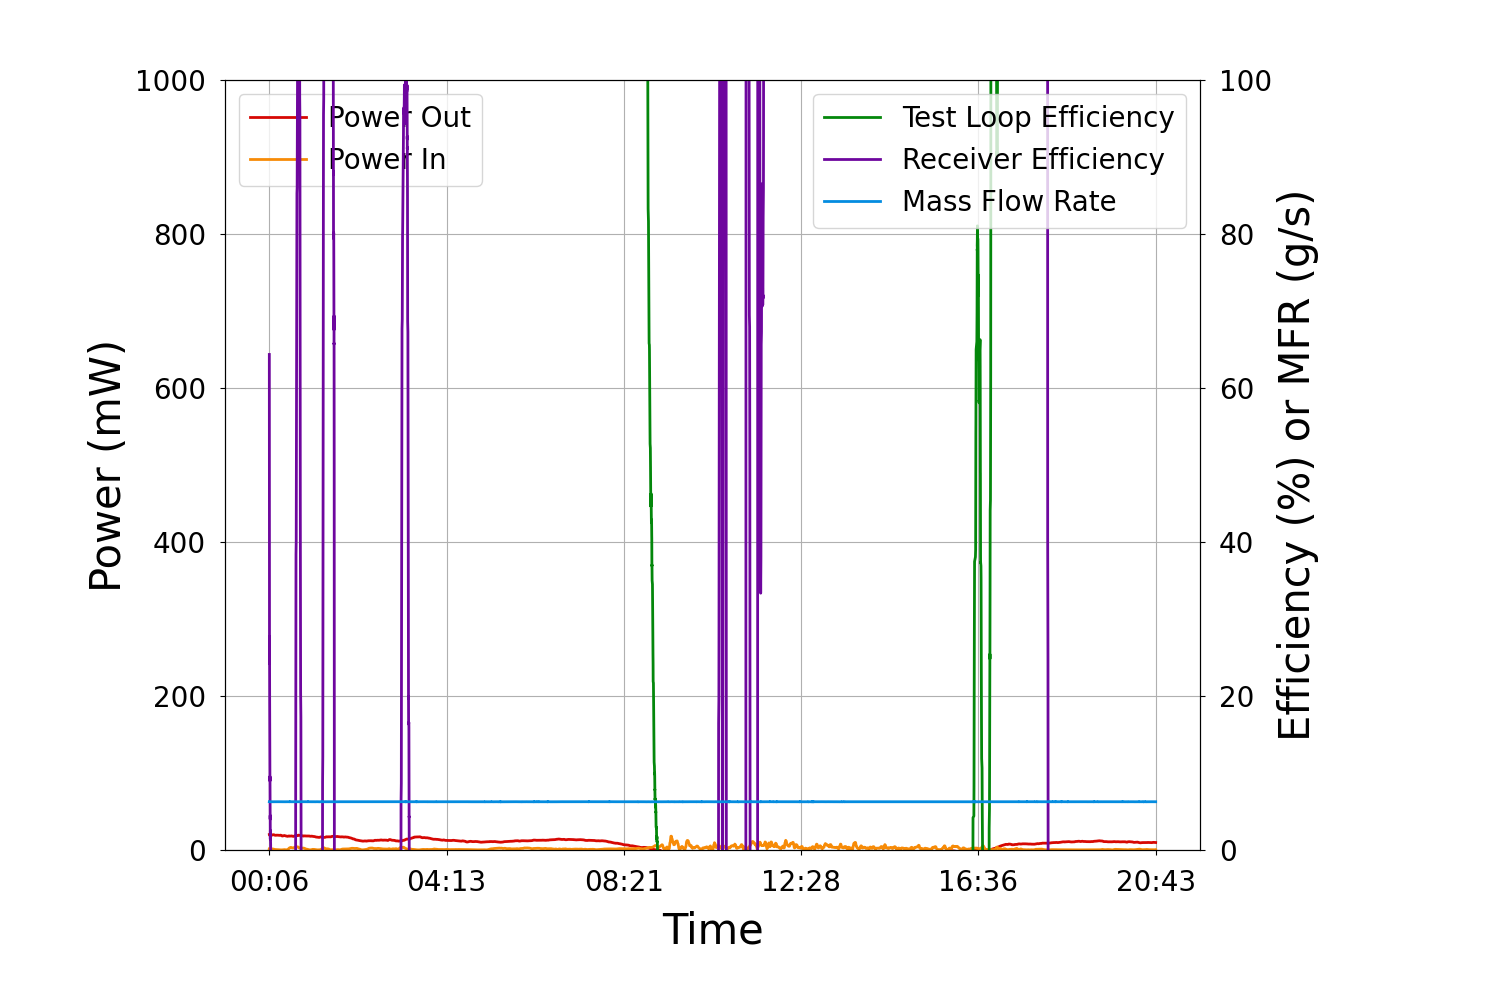 1000
800
600
400
200
0
Power (mW)
Power Out
Power In
Test Loop Efficiency
Receiver Efficiency
Mass Flow Rate
100
80
60
40
20
0
Efficiency (%) or MFR (g/s)
00:06 04:13 08:21 12:28 16:36 20:43
Time